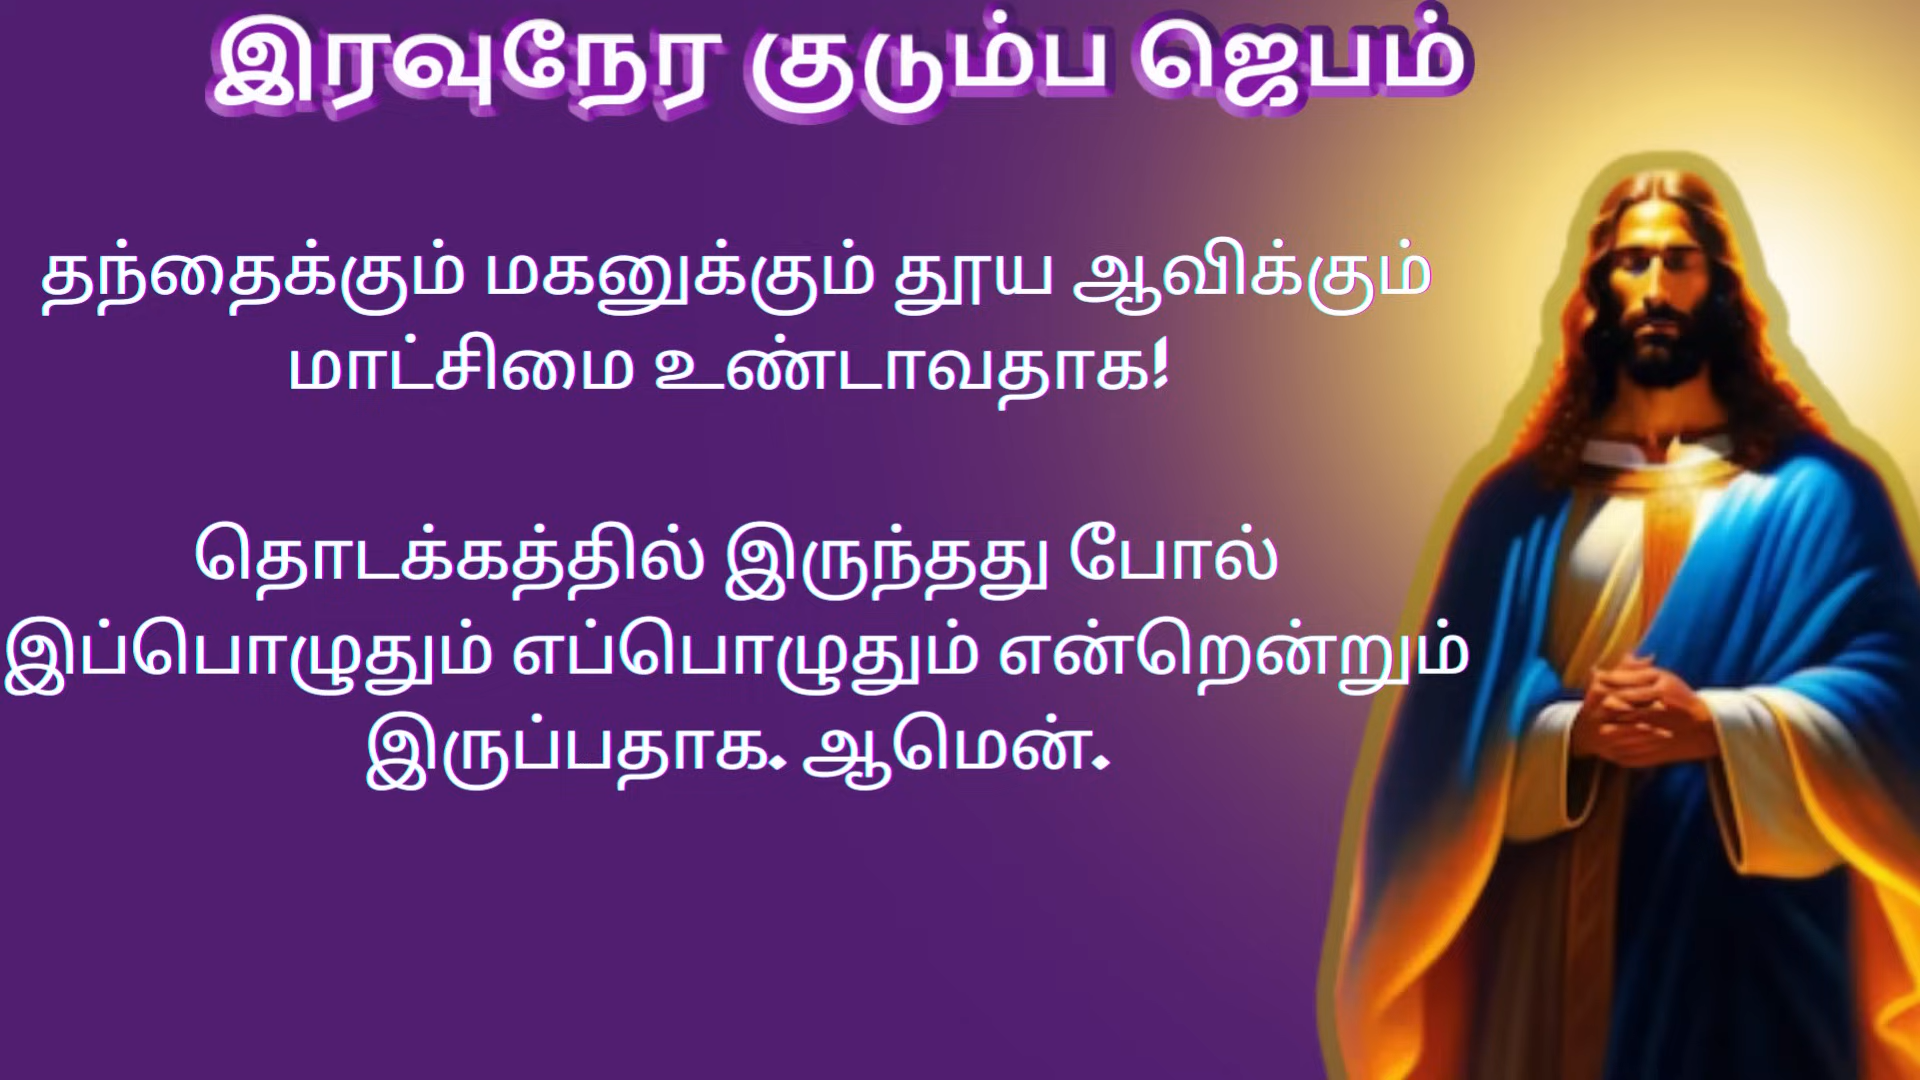 இரவுநேர குடும்ப ஜெபம்
தந்தைக்கும் மகனுக்கும் தூய ஆவிக்கும்
மாட்சிமை உண்டாவதாக!
தொடக்கத்தில் இருந்தது போல்
இப்பொழுதும் எப்பொழுதும் என்றென்றும்
இருப்பதாக. ஆமென்.